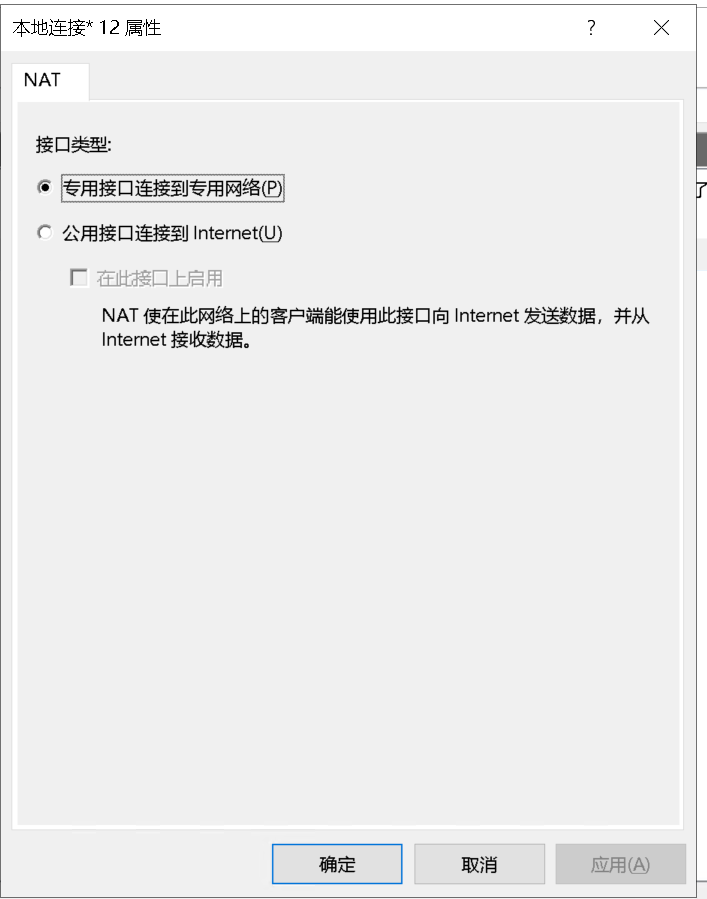 本地连接* 12 属性
?
NAT
接口类型:
专用接口连接到专用网络(P)
公用接口连接到 Internet(U)
在此接口上启用
NAT 使在此网络上的客户端能使用此接口向 Internet 发送数据，并从
Internet 接收数据。
了
确定
取消
应用(A)